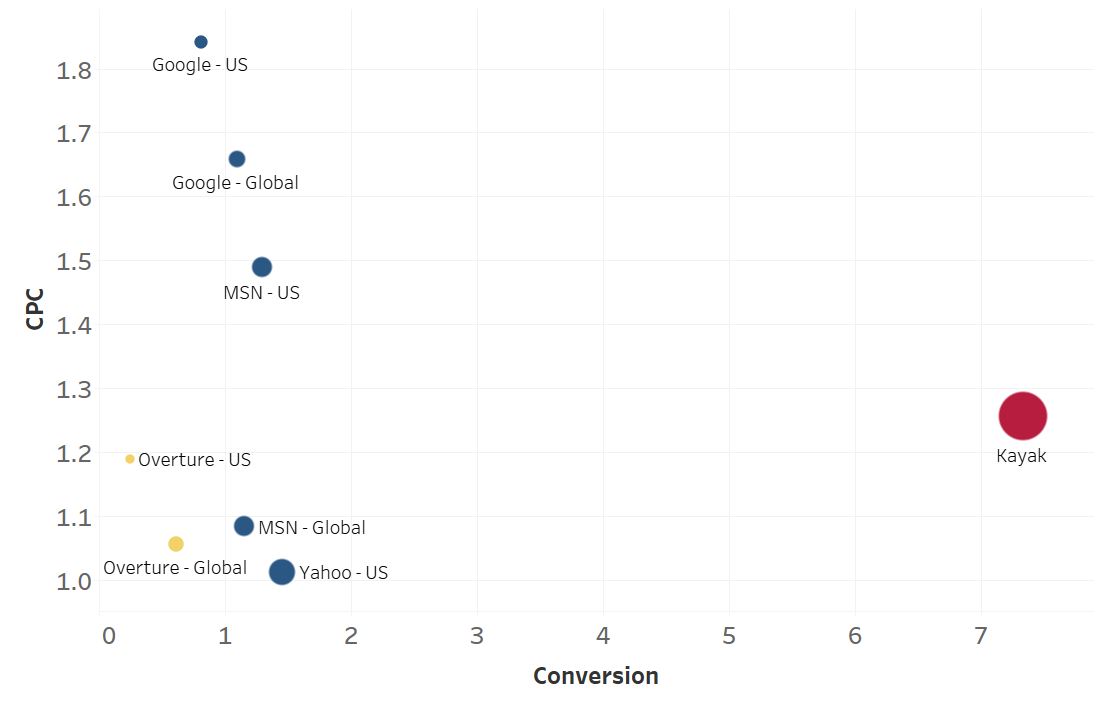 1.8
Google - US
1.7
Google - Global
1.6
1.5
MSN - US
CPC
1.4
1.3
1.2
Overture - US
Kayak
1.1
MSN - Global
Overture - Global
Yahoo - US
1.0
0 1 2 3 4 5 6 7
Conversion